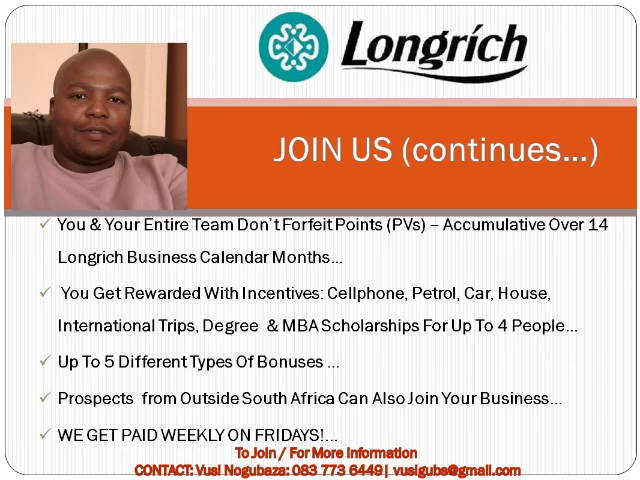 Longrích
JOIN US (continues…)
You & Your Entire Team Don't Forfeit Points (PVs) – Accumulative Over 14
Longrich Business Calendar Months…
You Get Rewarded With Incentives: Cellphone, Petrol, Car, House,
International Trips, Degree & MBA Scholarships For Up To 4 People…
Up To 5 Different Types Of Bonuses …
Prospects from Outside South Africa Can Also Join Your Business…
WE GET PAID WEEKLY ON FRIDAYS!…
To Join / For More Information
CONTACT: Vusi Nogubaza: 083 773 6449| vusigubs@gmail.com